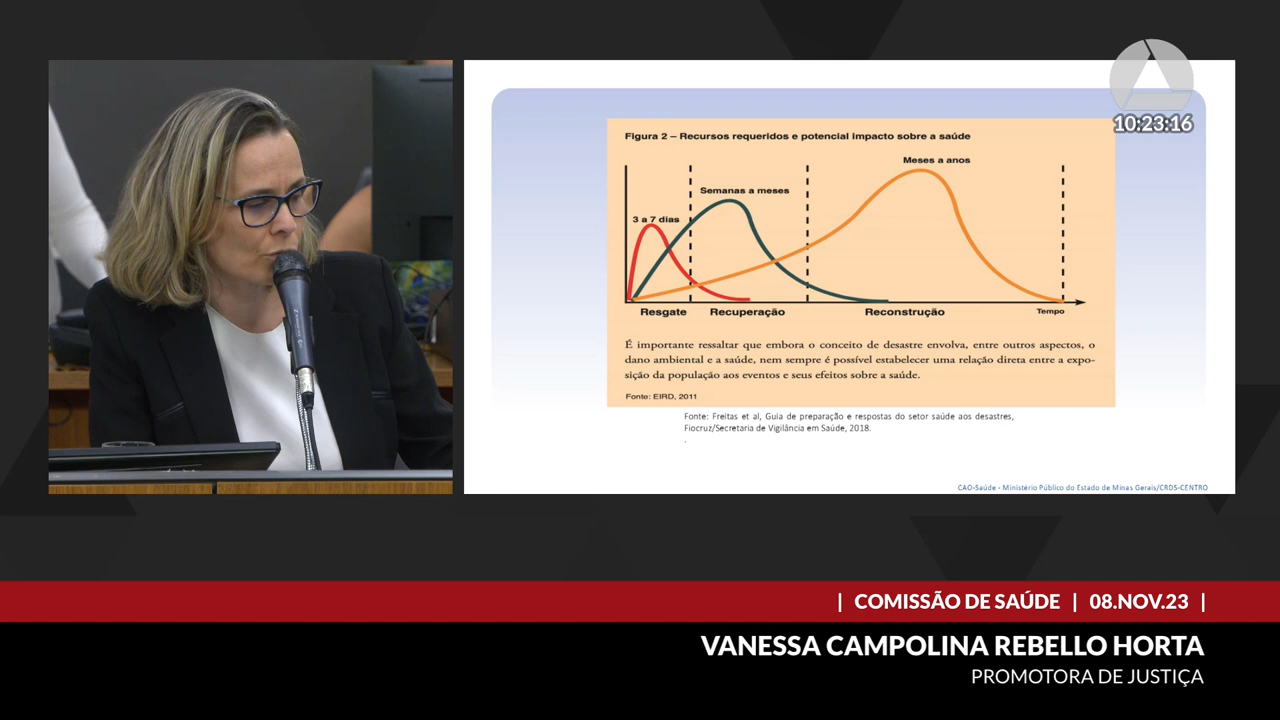 10:23:16
Figura 2 – Recursos requeridos e potencial impacto sobre a saúde
Meses a anos
Semanas a meses
3 a 7 dias
Resgate Recuperação Reconstrução Tempo
É importante ressaltar que embora o conceito de desastre envolva, entre outros aspectos, o
dano ambiental e a saúde, nem sempre é possível estabelecer uma relação direta entre a expo-
sição da população aos eventos e seus efeitos sobre a saúde.
Fonte: EIRD, 2011
Fonte: Freitas et al, Guia de preparação e respostas do setor saúde aos desastres,
Fiocruz/Secretaria de Vigilância em Saúde, 2018.
.
CAO-Saúde - Ministério Público do Estado de Minas Gerais/CRDS-CENTRO
| COMISSÃO DE SAÚDE | 08.NOV.23 |
VANESSA CAMPOLINA REBELLO HORTA
PROMOTORA DE JUSTIÇA